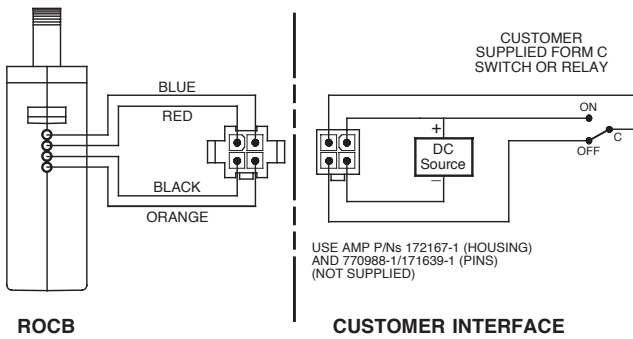 CUSTOMER
SUPPLIED FORM C
SWITCH OR RELAY
BLUE
RED
BLACK
ORANGE
ON
OFF
C
+
DC
Source
–
USE AMP P/Ns 172167-1 (HOUSING)
AND 770988-1/171639-1 (PINS)
(NOT SUPPLIED)
ROCB
CUSTOMER INTERFACE